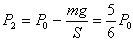 P₂ = P₀ − mg/S = 5/6 P₀